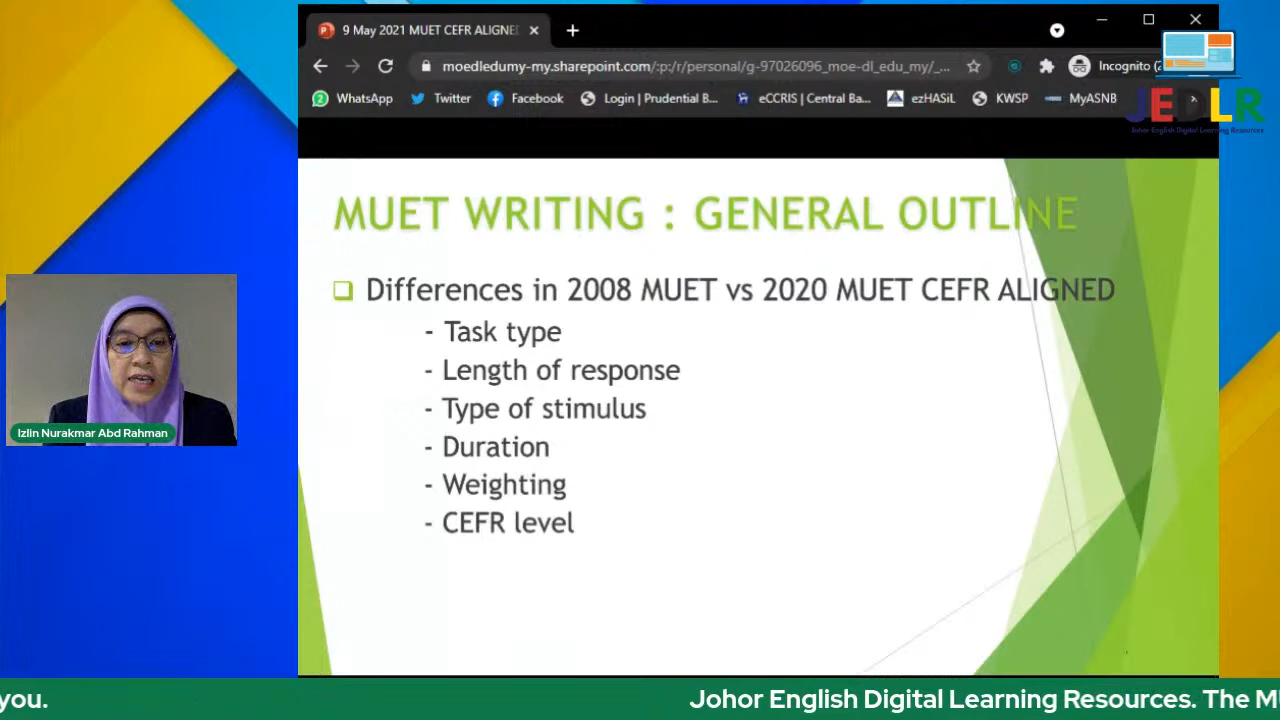 9 May 2021 MUET CEFR ALIGNE
moedledumy-my.sharepoint.com/:p:/r/personal/g-97026096_moe-dl_edu_my/_...
Incognito (2
WhatsApp
Twitter
Facebook
Login | Prudential B...
eCCRIS | Central Ba...
ezHASiL
KWSP
MyASNB
JEDLR
Johor English Digital Learning Resources
MUET WRITING : GENERAL OUTLINE
Differences in 2008 MUET vs 2020 MUET CEFR ALIGNED
- Task type
- Length of response
- Type of stimulus
- Duration
- Weighting
- CEFR level
Izlin Nurakmar Abd Rahman
you.
Johor English Digital Learning Resources. The M